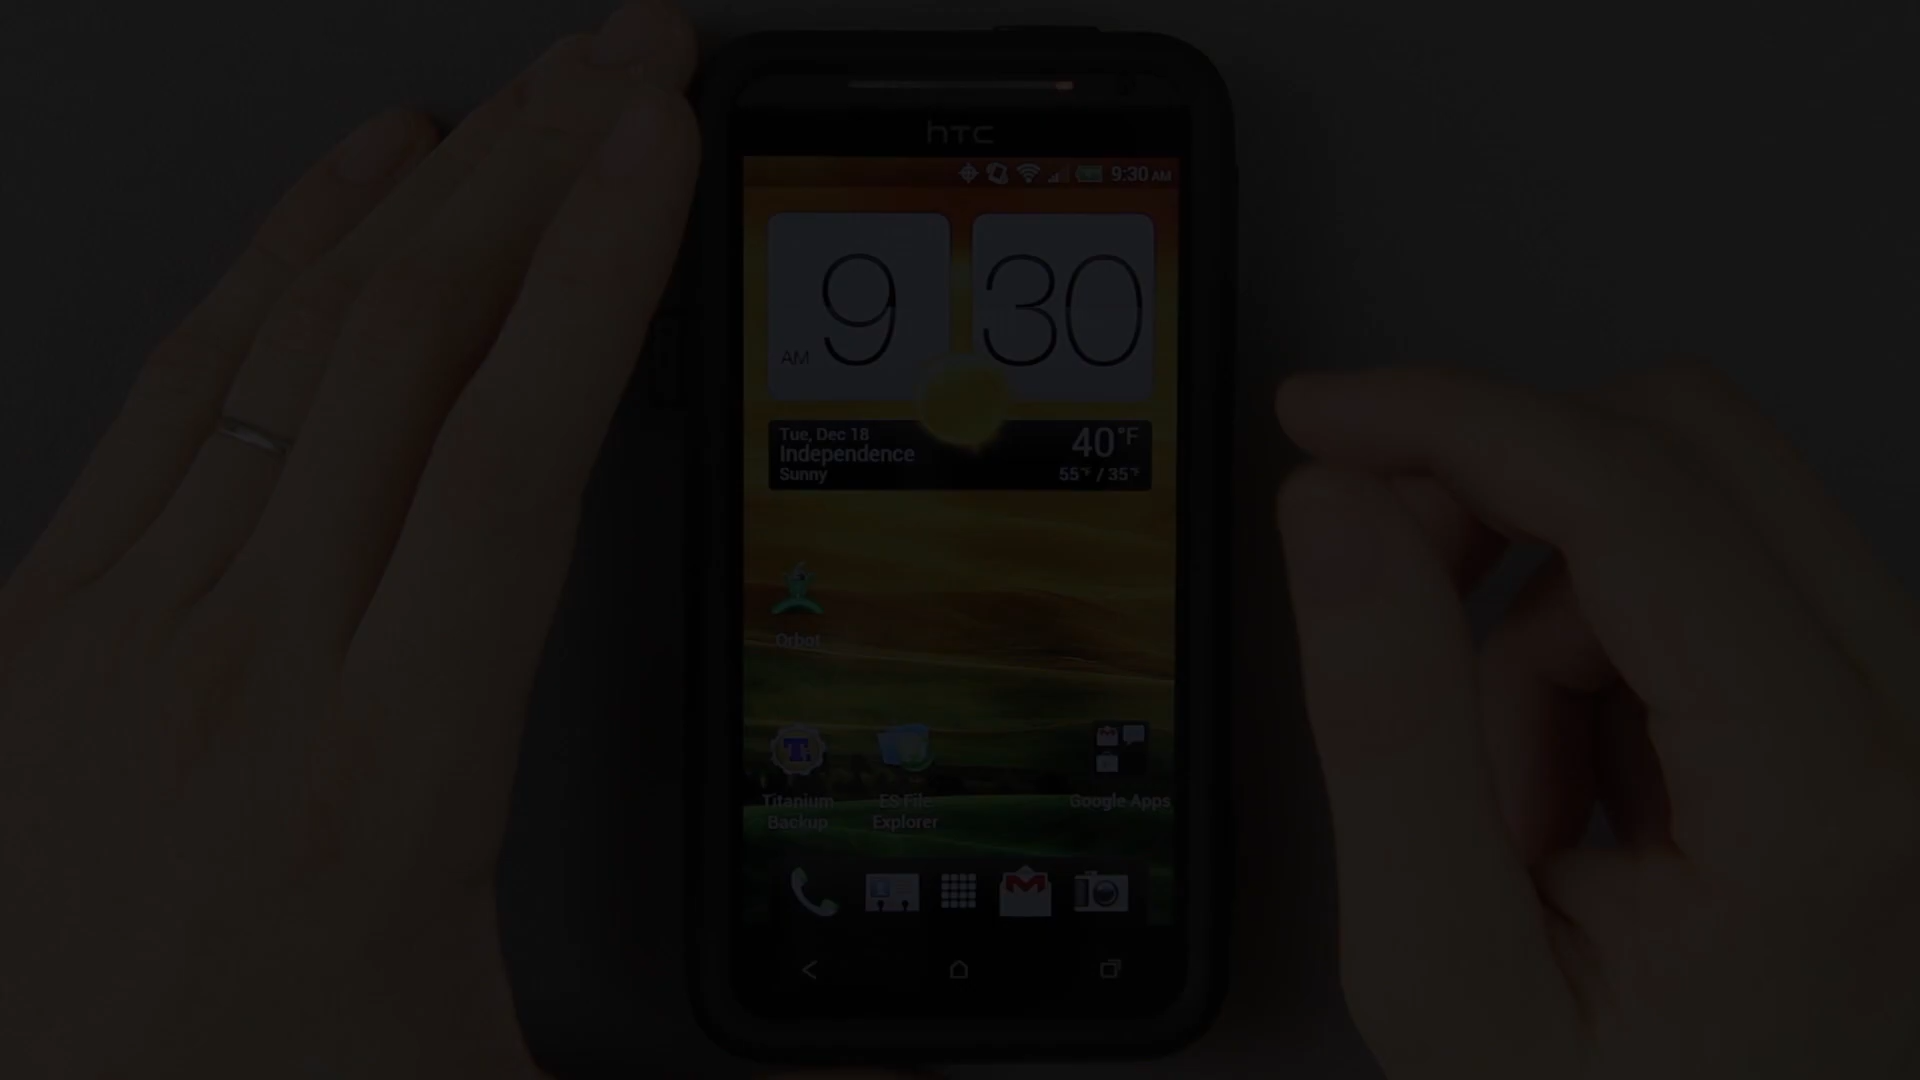 hTC
9:30 AM
9 30
AM
Tue, Dec 18
40°F
Independence
Sunny
55°F / 35°F
Orbot
Titanium
Backup
ES File
Explorer
Google Apps